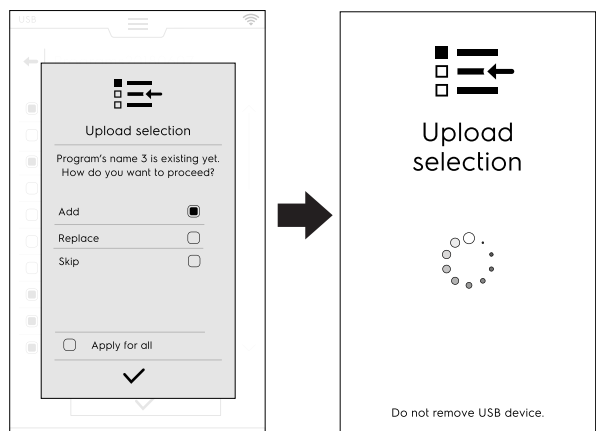 USB
Upload selection
Program's name 3 is existing yet.
How do you want to proceed?
Add
Replace
Skip
Apply for all
Upload
selection
Do not remove USB device.